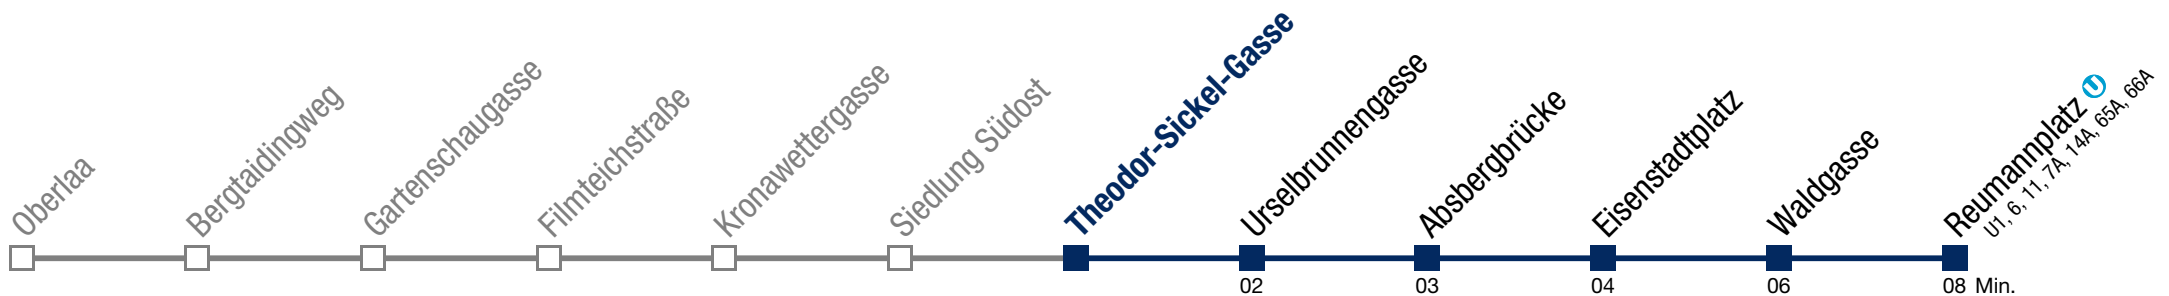 Oberlaa
Bergtaidingweg
Gartenschaugasse
Filmteichstraße
Kronawettergasse
Siedlung Südost
Theodor-Sickel-Gasse
Urselbrunnengasse
Absbergbrücke
Eisenstadtplatz
Waldgasse
Reumannplatz U
U1, 6, 11, 7A, 14A, 65A, 66A
02 03 04 06 08 Min.